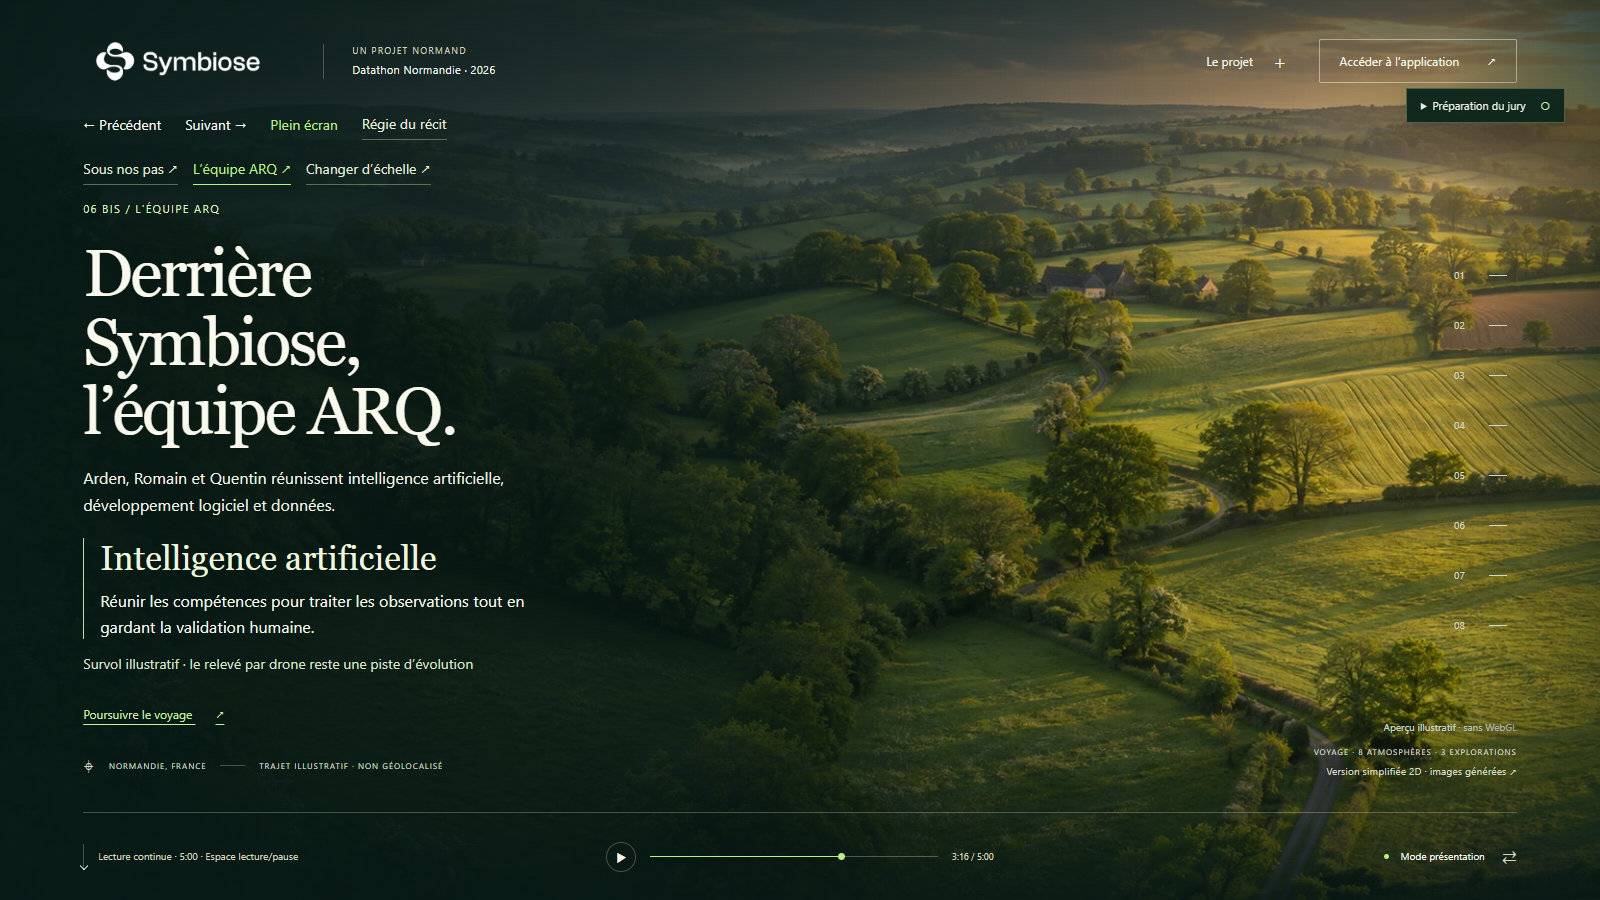 Symbiose
UN PROJET NORMAND
Datathon Normandie · 2026
Le projet +
Accéder à l'application ↗
▶ Préparation du jury
← Précédent
Suivant →
Plein écran
Régie du récit
Sous nos pas ↗
L'équipe ARQ ↗
Changer d'échelle ↗
06 BIS / L'ÉQUIPE ARQ
Derrière
Symbiose,
l'équipe ARQ.
Arden, Romain et Quentin réunissent intelligence artificielle,
développement logiciel et données.
Intelligence artificielle
Réunir les compétences pour traiter les observations tout en
gardant la validation humaine.
Survol illustratif · le relevé par drone reste une piste d'évolution
Poursuivre le voyage ↗
NORMANDIE, FRANCE
TRAJET ILLUSTRATIF · NON GÉOLOCALISÉ
01
02
03
04
05
06
07
08
Aperçu illustratif · sans WebGL
VOYAGE · 8 ATMOSPHÈRES · 3 EXPLORATIONS
Version simplifiée 2D · images générées ↗
Lecture continue · 5:00 · Espace lecture/pause
3:16 / 5:00
Mode présentation